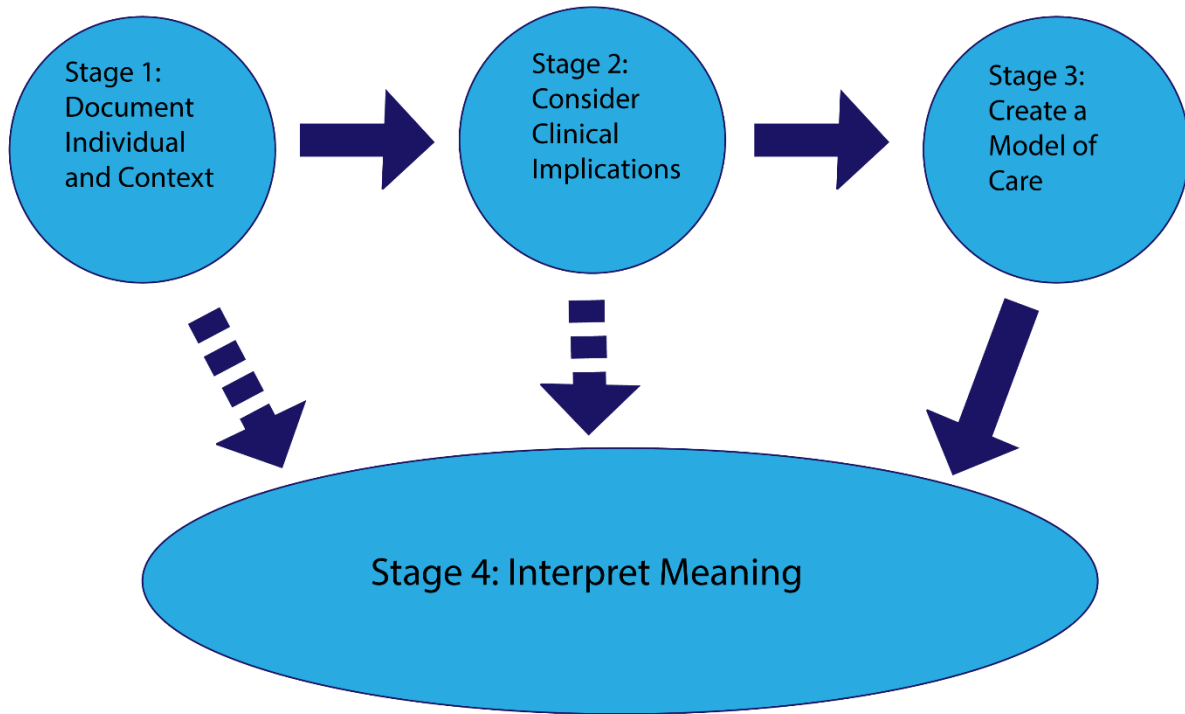 Stage 1:
Document
Individual
and Context
Stage 2:
Consider
Clinical
Implications
Stage 3:
Create a
Model of
Care
Stage 4: Interpret Meaning